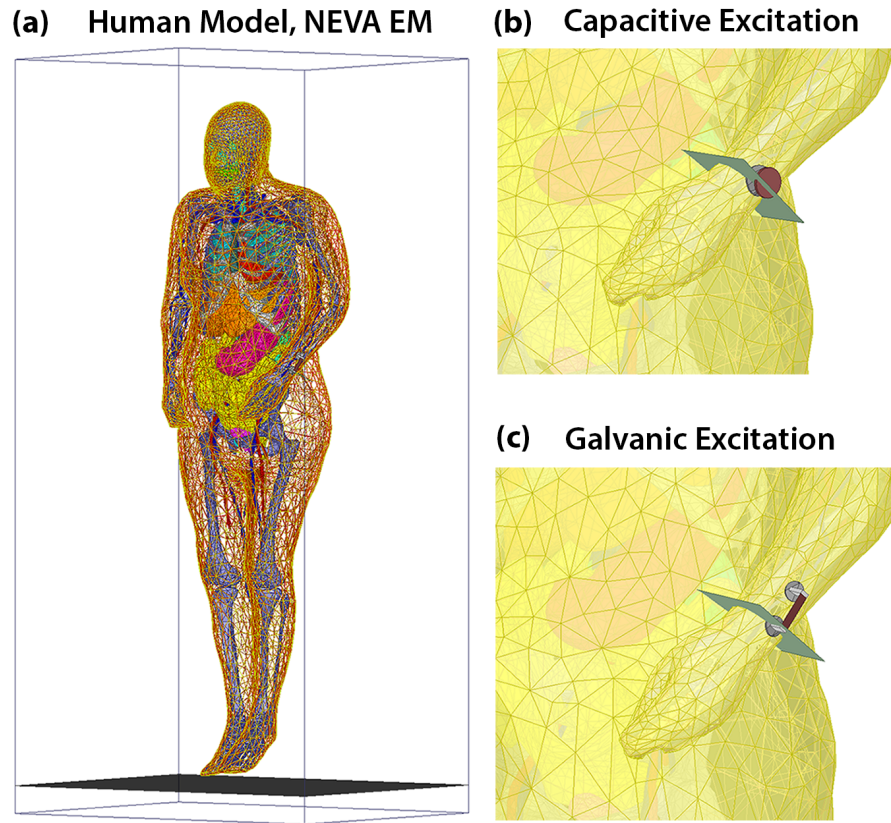 (a) Human Model, NEVA EM
(b) Capacitive Excitation
(c) Galvanic Excitation